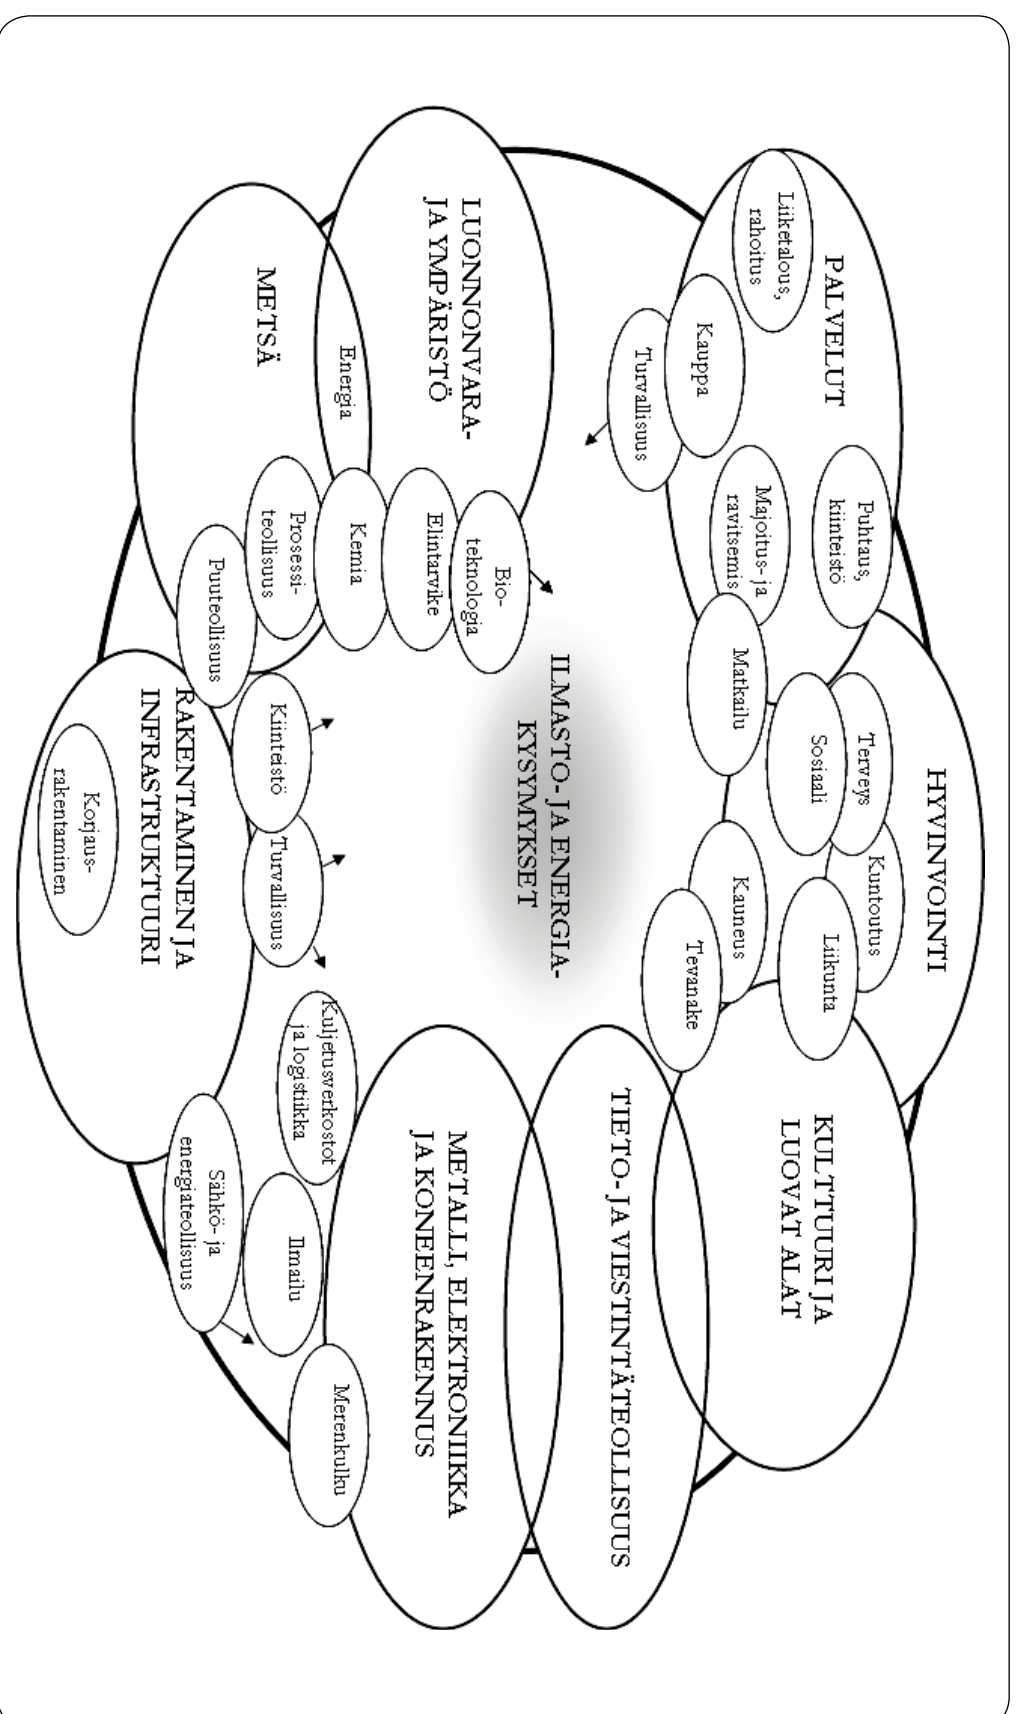 PALVELUT
Liiketalous,
rahoitus
Kauppa
Turvallisuus
Puhtaus,
kiinteistö
Majoitus- ja
ravitsemis
Matkailu
HYVINVOINTI
Terveys
Sosiaali
Kuntoutus
Liikunta
Kauneus
Tevanake
KULTTUURI JA
LUOVAT ALAT
TIETO- JA VIESTINTÄTEOLLISUUS
METALLI, ELEKTRONIIKKA
JA KONEENRAKENNUS
ILMASTO- JA ENERGIA-
KYSYMYKSET
LUONNONVARA-
JA YMPÄRISTÖ
Bio-
teknologia
Elintarvike
Kemia
Energia
METSÄ
Prosessi-
teollisuus
Puuteollisuus
RAKENTAMINEN JA
INFRASTRUKTUURI
Kiinteistö
Turvallisuus
Korjaus-
rakentaminen
Kuljetusverkostot
ja logistiikka
Sähkö- ja
energiateollisuus
Ilmailu
Merenkulku